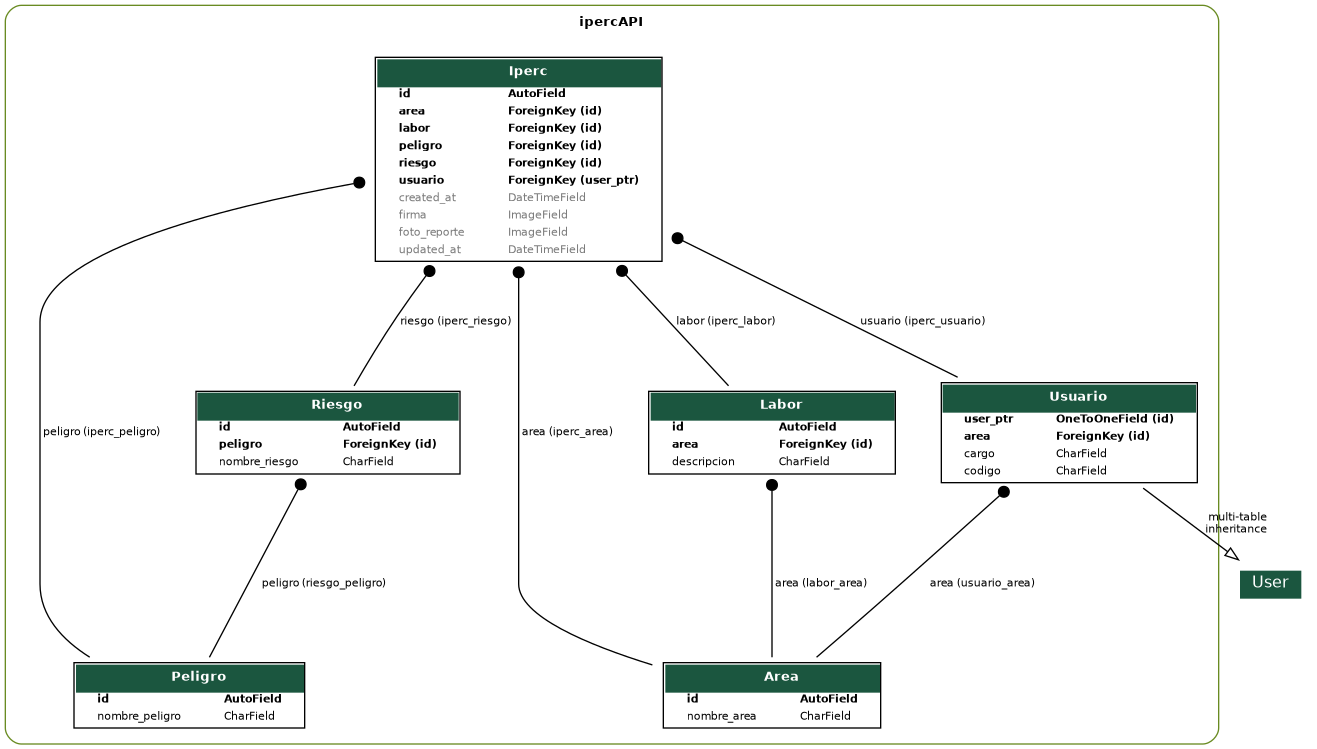 ipercAPI
Iperc
id AutoField
area ForeignKey (id)
labor ForeignKey (id)
peligro ForeignKey (id)
riesgo ForeignKey (id)
usuario ForeignKey (user_ptr)
created_at DateTimeField
firma ImageField
foto_reporte ImageField
updated_at DateTimeField
riesgo (iperc_riesgo)
labor (iperc_labor)
usuario (iperc_usuario)
Riesgo
id AutoField
peligro ForeignKey (id)
nombre_riesgo CharField
Labor
id AutoField
area ForeignKey (id)
descripcion CharField
Usuario
user_ptr OneToOneField (id)
area ForeignKey (id)
cargo CharField
codigo CharField
peligro (iperc_peligro)
area (iperc_area)
multi-table
inheritance
User
peligro (riesgo_peligro)
area (labor_area)
area (usuario_area)
Peligro
id AutoField
nombre_peligro CharField
Area
id AutoField
nombre_area CharField